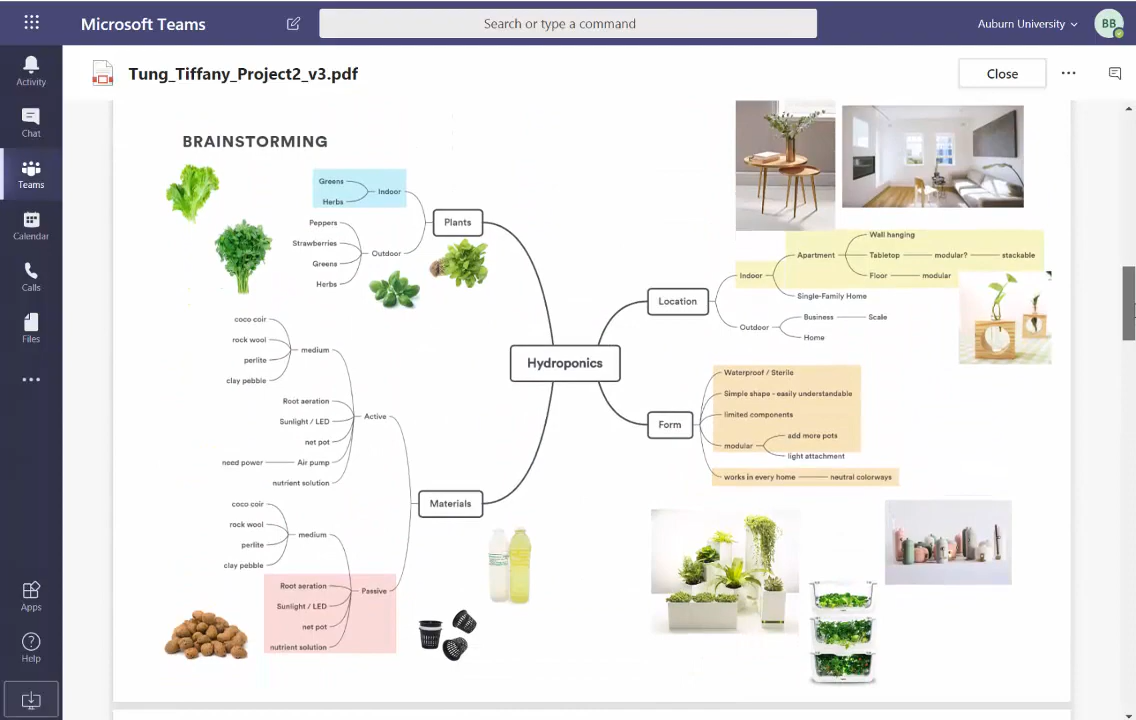 Microsoft Teams
Search or type a command
Auburn University
BB
Activity
Chat
Teams
Calendar
Calls
Files
Apps
Help
Tung_Tiffany_Project2_v3.pdf
Close
BRAINSTORMING
Greens
Herbs
Indoor
Peppers
Strawberries
Greens
Herbs
Outdoor
Plants
Hydroponics
Location
Indoor
Apartment
Wall hanging
Tabletop
modular?
stackable
Floor
modular
Single-Family Home
Outdoor
Business
Scale
Home
Form
Waterproof / Sterile
Simple shape - easily understandable
limited components
modular
add more pots
light attachment
works in every home
neutral colorways
Materials
Active
coco coir
rock wool
perlite
clay pebble
medium
Root aeration
Sunlight / LED
net pot
need power
Air pump
nutrient solution
Passive
coco coir
rock wool
perlite
clay pebble
medium
Root aeration
Sunlight / LED
net pot
nutrient solution